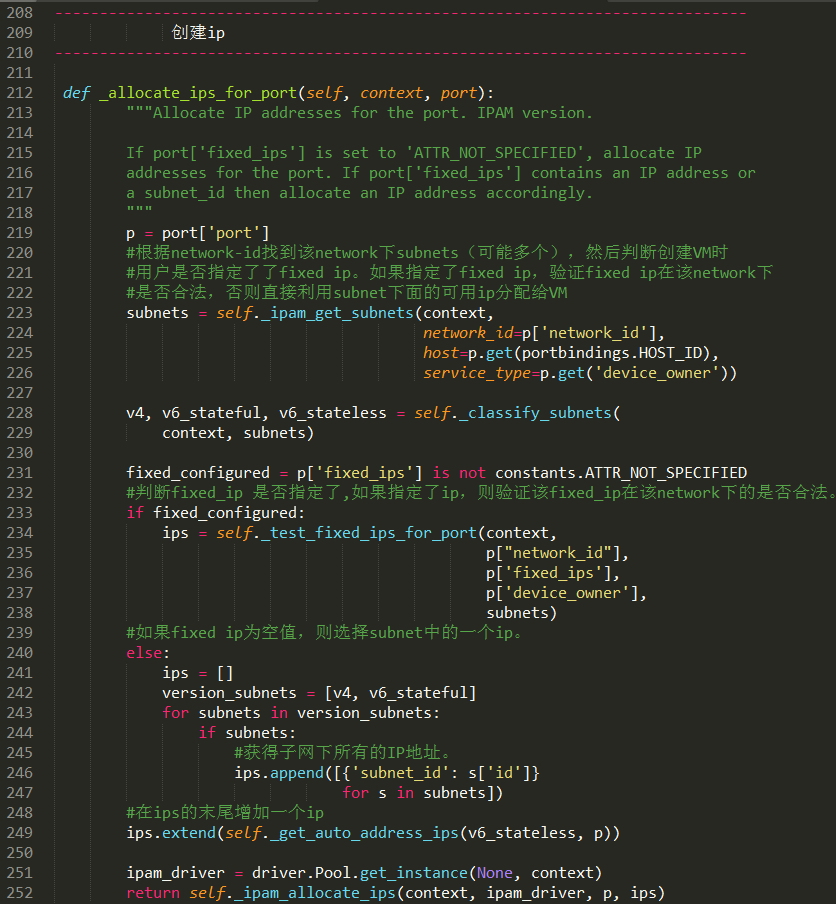 208 ----------------------------------------------------------------------------
209 创建ip
210 ----------------------------------------------------------------------------
211
212 def _allocate_ips_for_port(self, context, port):
213 """Allocate IP addresses for the port. IPAM version.
214
215 If port['fixed_ips'] is set to 'ATTR_NOT_SPECIFIED', allocate IP
216 addresses for the port. If port['fixed_ips'] contains an IP address or
217 a subnet_id then allocate an IP address accordingly.
218 """
219 p = port['port']
220 #根据network-id找到该network下subnets（可能多个），然后判断创建VM时
221 #用户是否指定了了fixed ip。如果指定了fixed ip，验证fixed ip在该network下
222 #是否合法，否则直接利用subnet下面的可用ip分配给VM
223 subnets = self._ipam_get_subnets(context,
224 network_id=p['network_id'],
225 host=p.get(portbindings.HOST_ID),
226 service_type=p.get('device_owner'))
227
228 v4, v6_stateful, v6_stateless = self._classify_subnets(
229 context, subnets)
230
231 fixed_configured = p['fixed_ips'] is not constants.ATTR_NOT_SPECIFIED
232 #判断fixed_ip 是否指定了,如果指定了ip，则验证该fixed_ip在该network下的是否合法。
233 if fixed_configured:
234 ips = self._test_fixed_ips_for_port(context,
235 p["network_id"],
236 p['fixed_ips'],
237 p['device_owner'],
238 subnets)
239 #如果fixed ip为空值，则选择subnet中的一个ip。
240 else:
241 ips = []
242 version_subnets = [v4, v6_stateful]
243 for subnets in version_subnets:
244 if subnets:
245 #获得子网下所有的IP地址。
246 ips.append([{'subnet_id': s['id']}
247 for s in subnets])
248 #在ips的末尾增加一个ip
249 ips.extend(self._get_auto_address_ips(v6_stateless, p))
250
251 ipam_driver = driver.Pool.get_instance(None, context)
252 return self._ipam_allocate_ips(context, ipam_driver, p, ips)